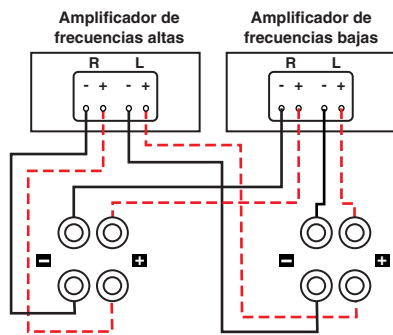 Amplificador de
frecuencias altas
R L
- + - +
Amplificador de
frecuencias bajas
R L
- + - +
- +
- +